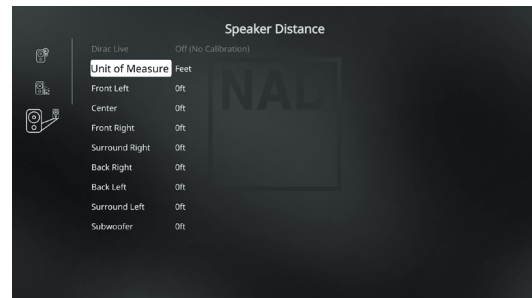 Speaker Distance
Dirac Live Off (No Calibration)
Unit of Measure Feet
Front Left 0ft
Center 0ft
Front Right 0ft
Surround Right 0ft
Back Right 0ft
Back Left 0ft
Surround Left 0ft
Subwoofer 0ft
NAD